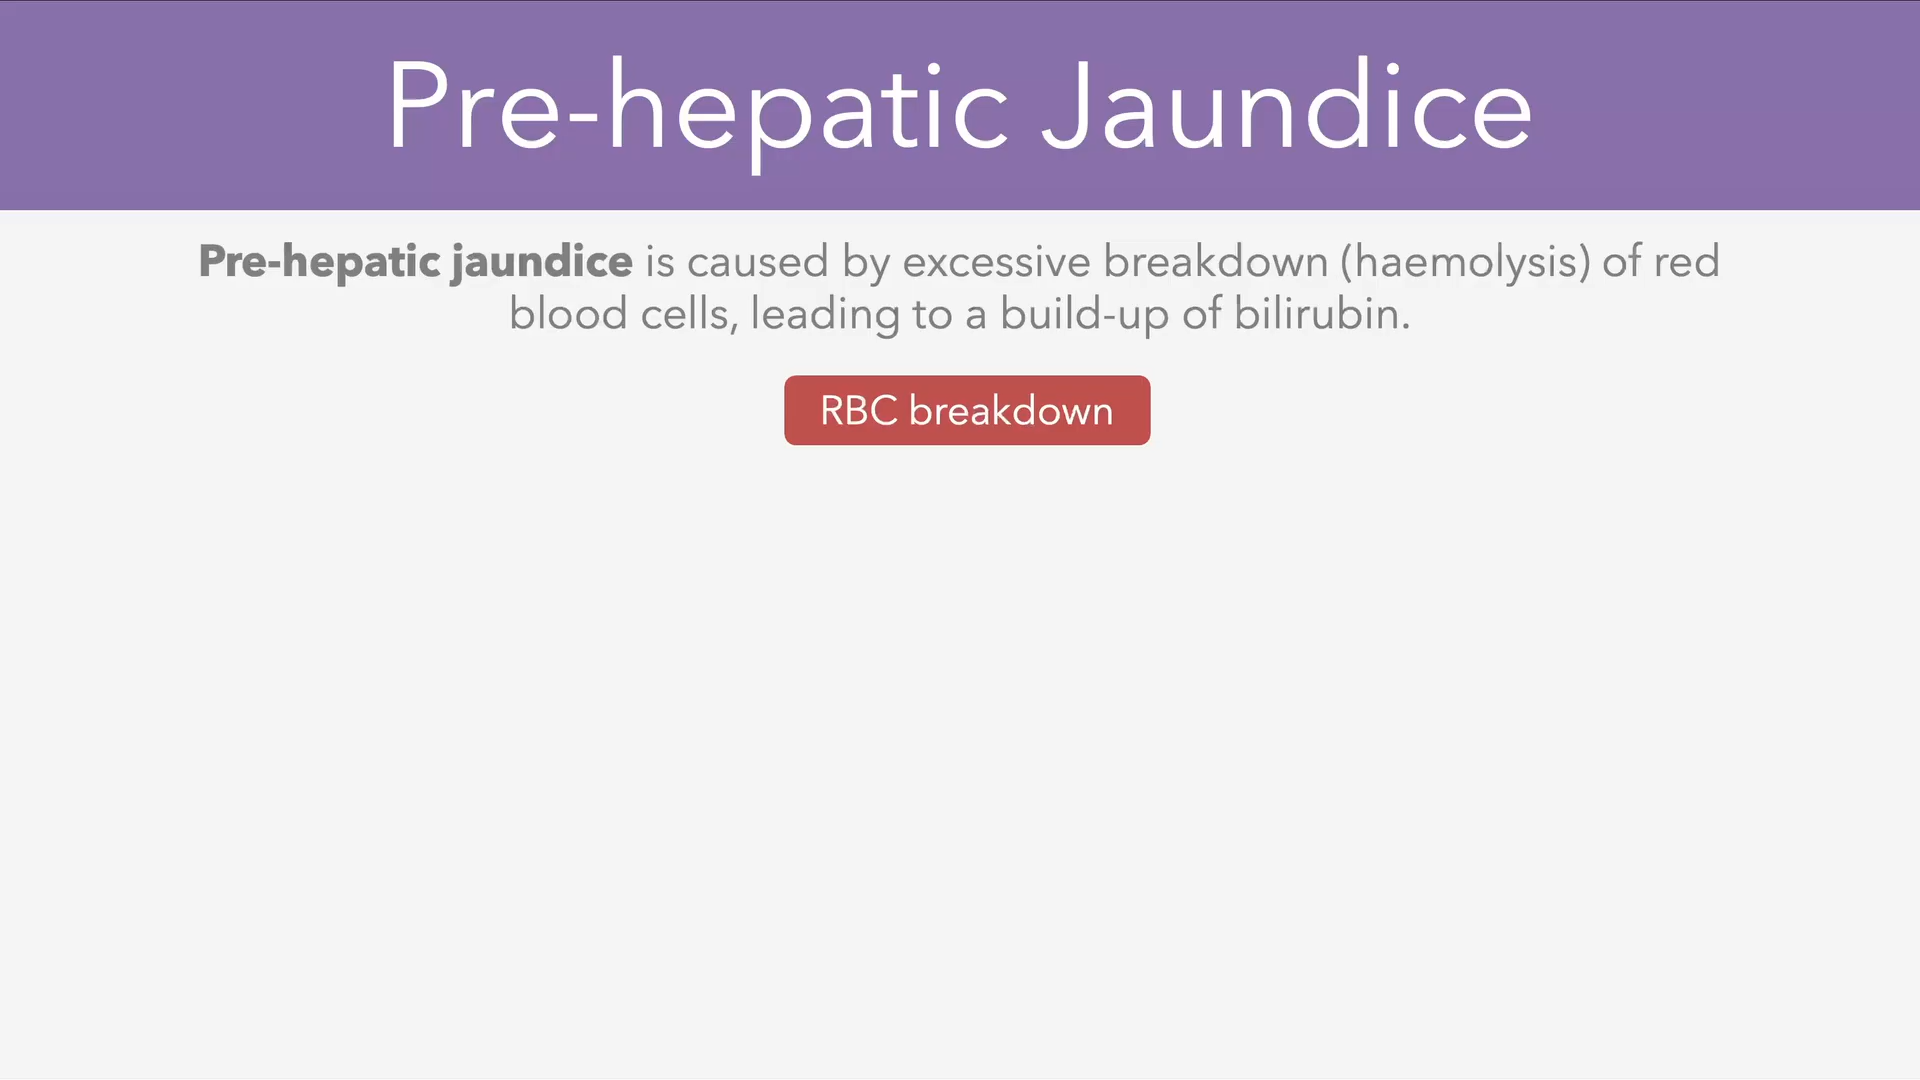 Pre-hepatic Jaundice
Pre-hepatic jaundice is caused by excessive breakdown (haemolysis) of red
blood cells, leading to a build-up of bilirubin.
RBC breakdown